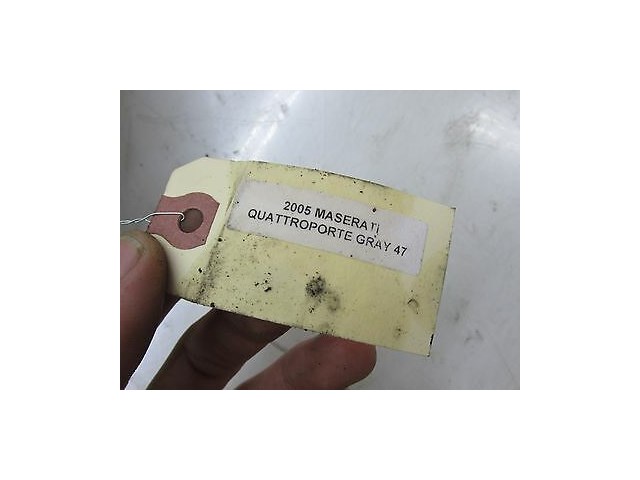 2005 MASERATI
QUATTROPORTE GRAY 47